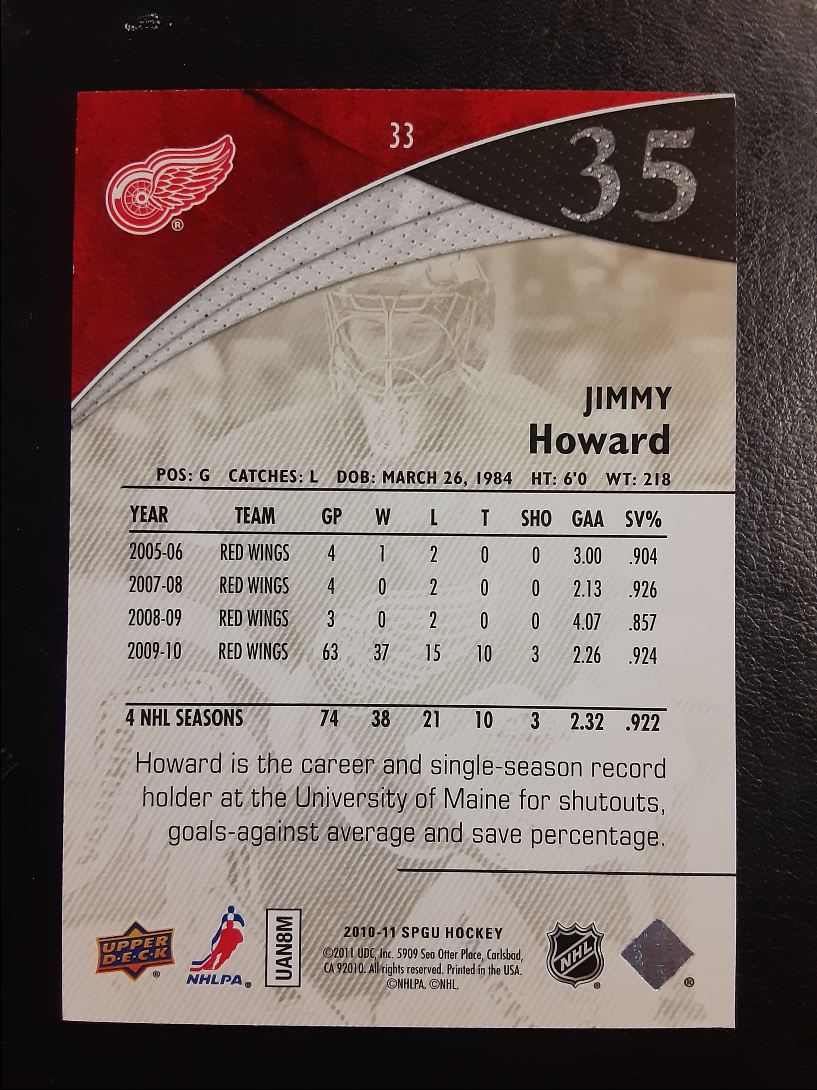 33
35
®
JIMMY
Howard
POS: G CATCHES: L DOB: MARCH 26, 1984 HT: 6'0 WT: 218
YEAR TEAM GP W L T SHO GAA SV%
2005-06 RED WINGS 4 1 2 0 0 3.00 .904
2007-08 RED WINGS 4 0 2 0 0 2.13 .926
2008-09 RED WINGS 3 0 2 0 0 4.07 .857
2009-10 RED WINGS 63 37 15 10 3 2.26 .924
4 NHL SEASONS 74 38 21 10 3 2.32 .922
Howard is the career and single-season record
holder at the University of Maine for shutouts,
goals-against average and save percentage.
UPPER
D·E·C·K ®
NHLPA ®
UAN8M
2010-11 SPGU HOCKEY
©2011 UDC, Inc. 5909 Sea Otter Place, Carlsbad,
CA 92010. All rights reserved. Printed in the USA.
©NHLPA. ©NHL.
NHL ®
®